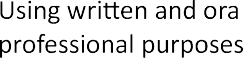 Using written and ora
professional purposes